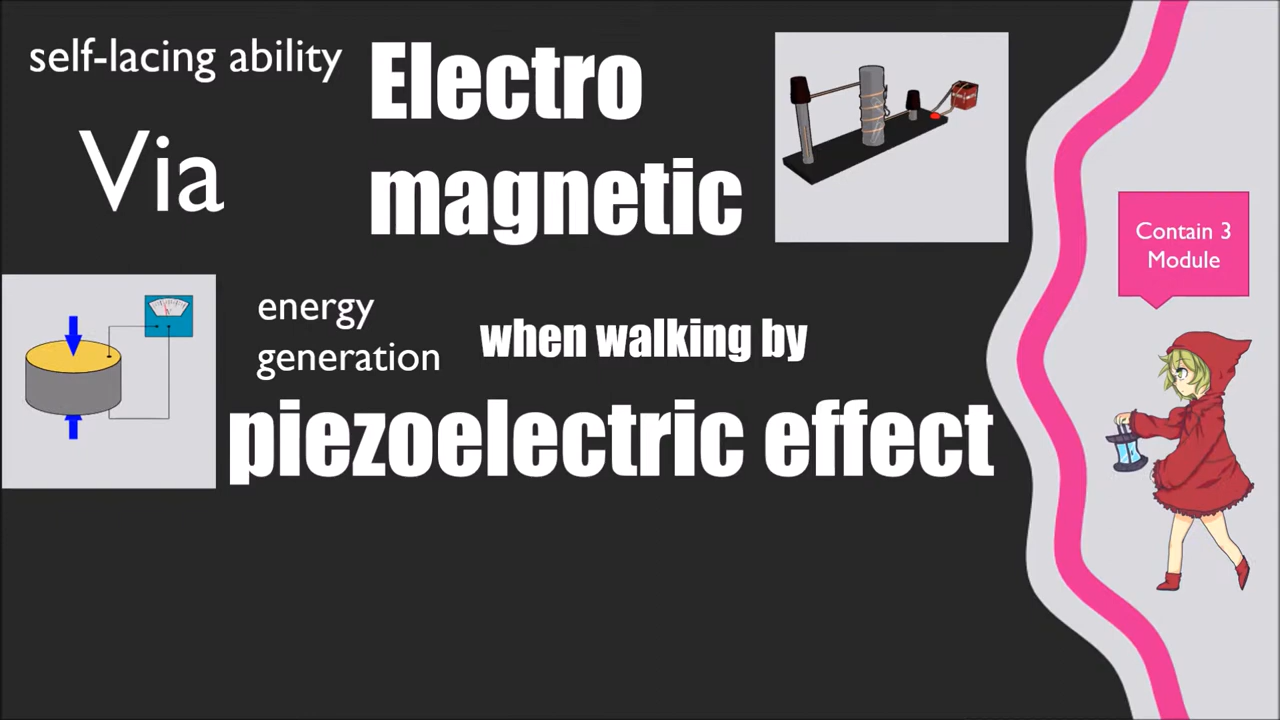 self-lacing ability
Via
Electro
magnetic
energy
generation
when walking by
piezoelectric effect
Contain 3
Module